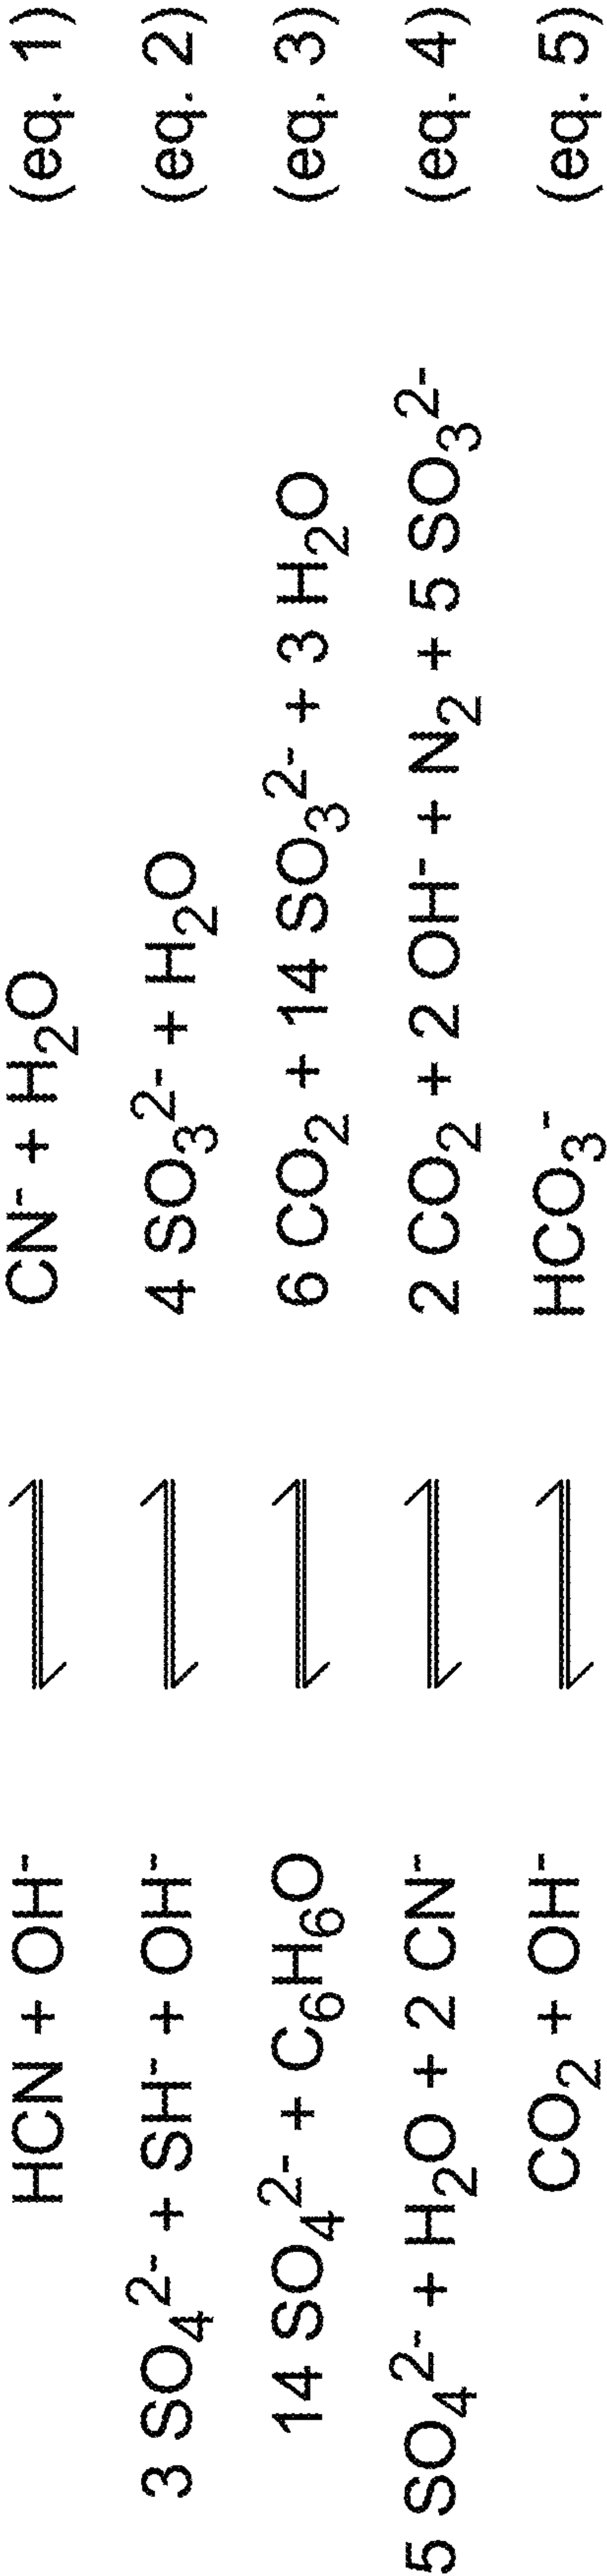 HCN + OH⁻ ⇌ CN⁻ + H₂O (eq. 1)
3 SO₄²⁻ + SH⁻ + OH⁻ ⇌ 4 SO₃²⁻ + H₂O (eq. 2)
14 SO₄²⁻ + C₆H₆O ⇌ 6 CO₂ + 14 SO₃²⁻ + 3 H₂O (eq. 3)
5 SO₄²⁻ + H₂O + 2 CN⁻ ⇌ 2 CO₂ + 2 OH⁻ + N₂ + 5 SO₃²⁻ (eq. 4)
CO₂ + OH⁻ ⇌ HCO₃⁻ (eq. 5)